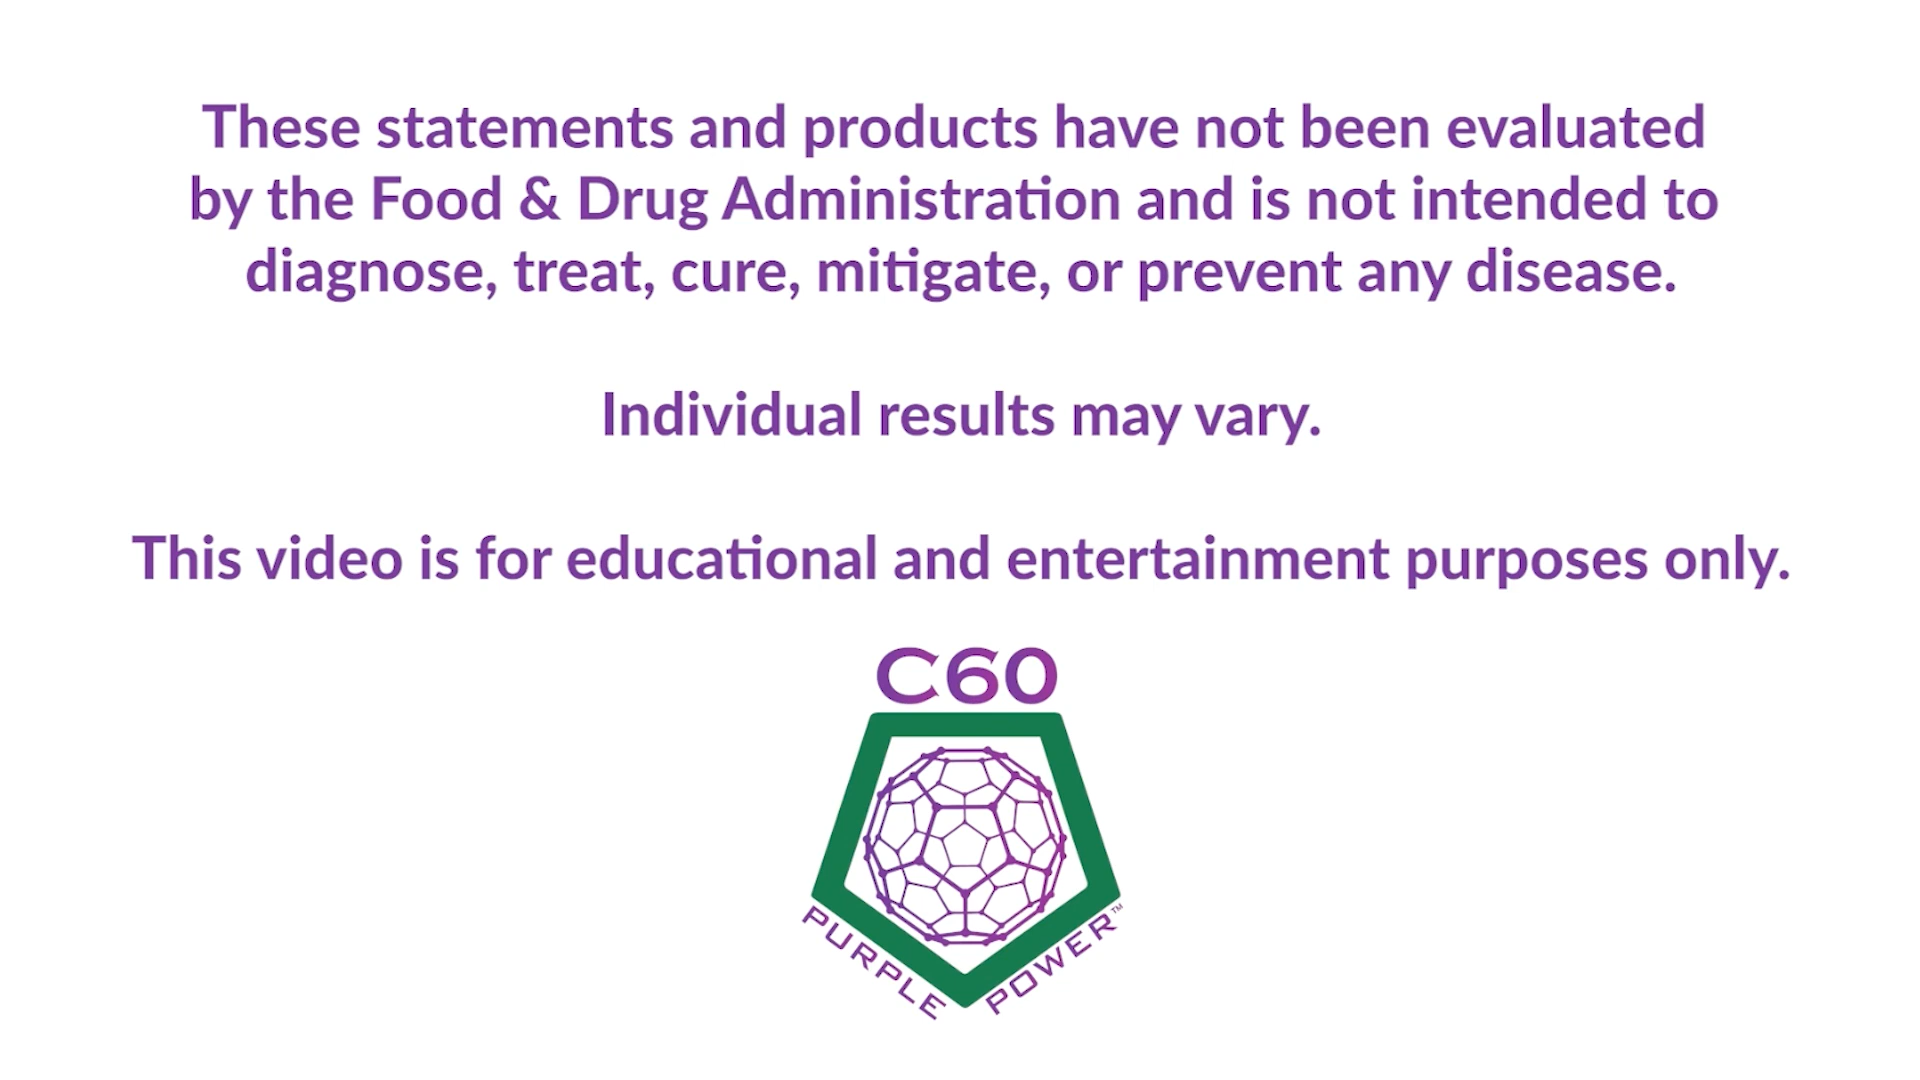 These statements and products have not been evaluated
by the Food & Drug Administration and is not intended to
diagnose, treat, cure, mitigate, or prevent any disease.
Individual results may vary.
This video is for educational and entertainment purposes only.
C60
PURPLE POWER™